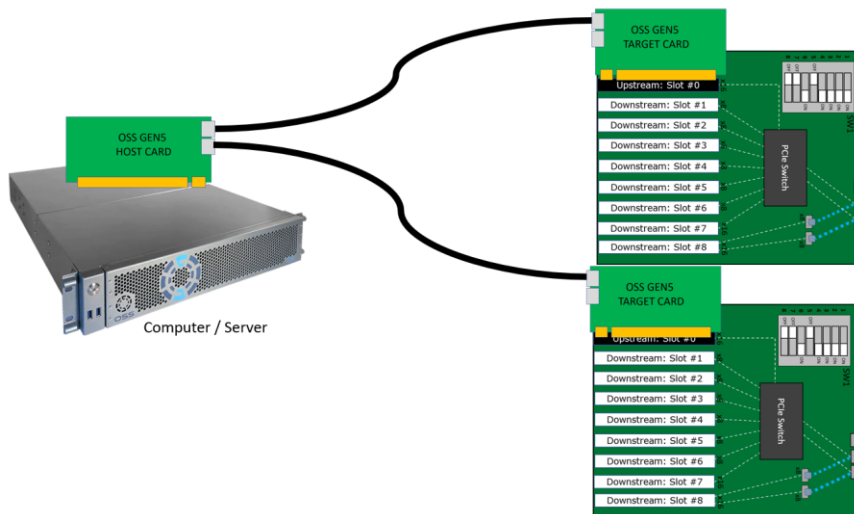 OSS GEN5
TARGET CARD
Upstream: Slot #0
Downstream: Slot #1
Downstream: Slot #2
Downstream: Slot #3
Downstream: Slot #4
Downstream: Slot #5
Downstream: Slot #6
Downstream: Slot #7
Downstream: Slot #8
PCIe Switch
SW1
OSS GEN5
HOST CARD
OSS
Computer / Server
OSS GEN5
TARGET CARD
Upstream: Slot #0
Downstream: Slot #1
Downstream: Slot #2
Downstream: Slot #3
Downstream: Slot #4
Downstream: Slot #5
Downstream: Slot #6
Downstream: Slot #7
Downstream: Slot #8
PCIe Switch
SW1